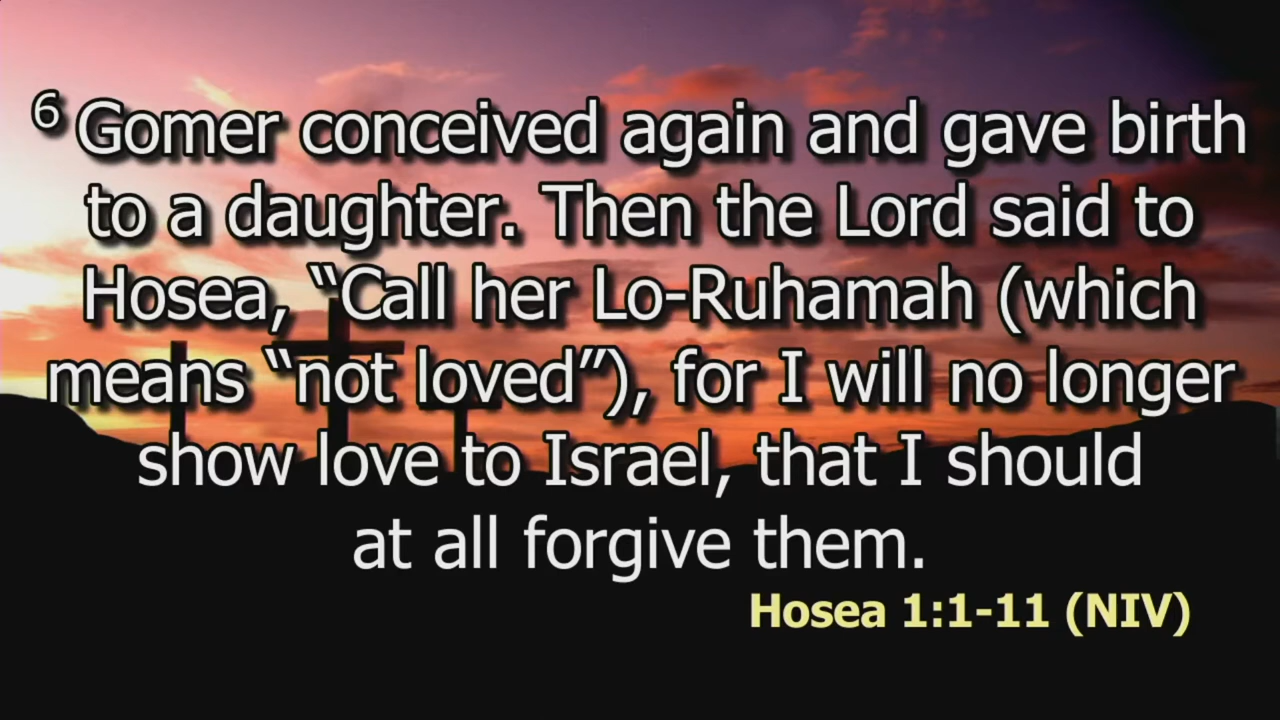 6 Gomer conceived again and gave birth
to a daughter. Then the Lord said to
Hosea, “Call her Lo-Ruhamah (which
means “not loved”), for I will no longer
show love to Israel, that I should
at all forgive them.
Hosea 1:1-11 (NIV)